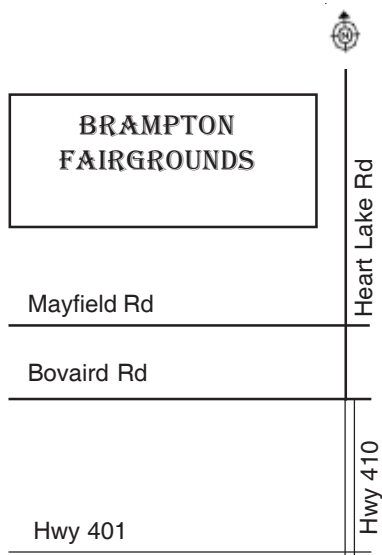 N
BRAMPTON
FAIRGROUNDS
Heart Lake Rd
Mayfield Rd
Bovaird Rd
Hwy 410
Hwy 401